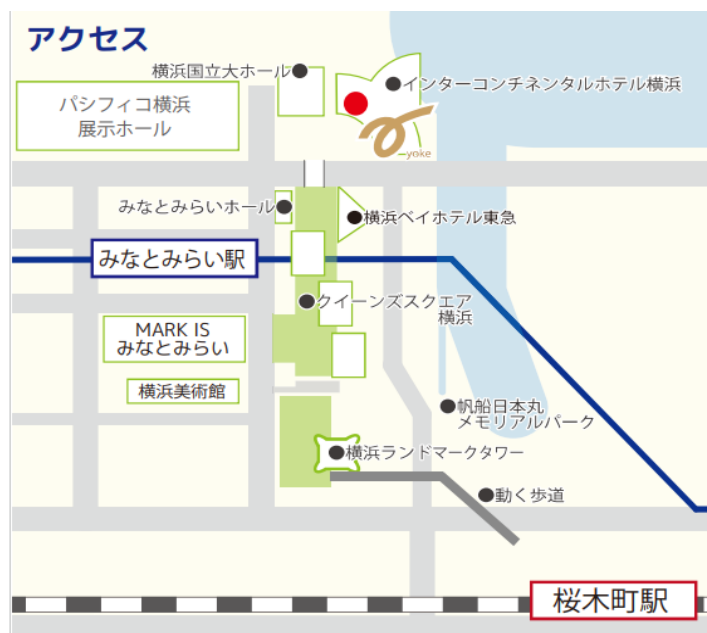 アクセス
横浜国立大ホール
インターコンチネンタルホテル横浜
パシフィコ横浜
展示ホール
yoke
みなとみらいホール
横浜ベイホテル東急
みなとみらい駅
クイーンズスクエア
横浜
MARK IS
みなとみらい
横浜美術館
帆船日本丸
メモリアルパーク
横浜ランドマークタワー
動く歩道
桜木町駅